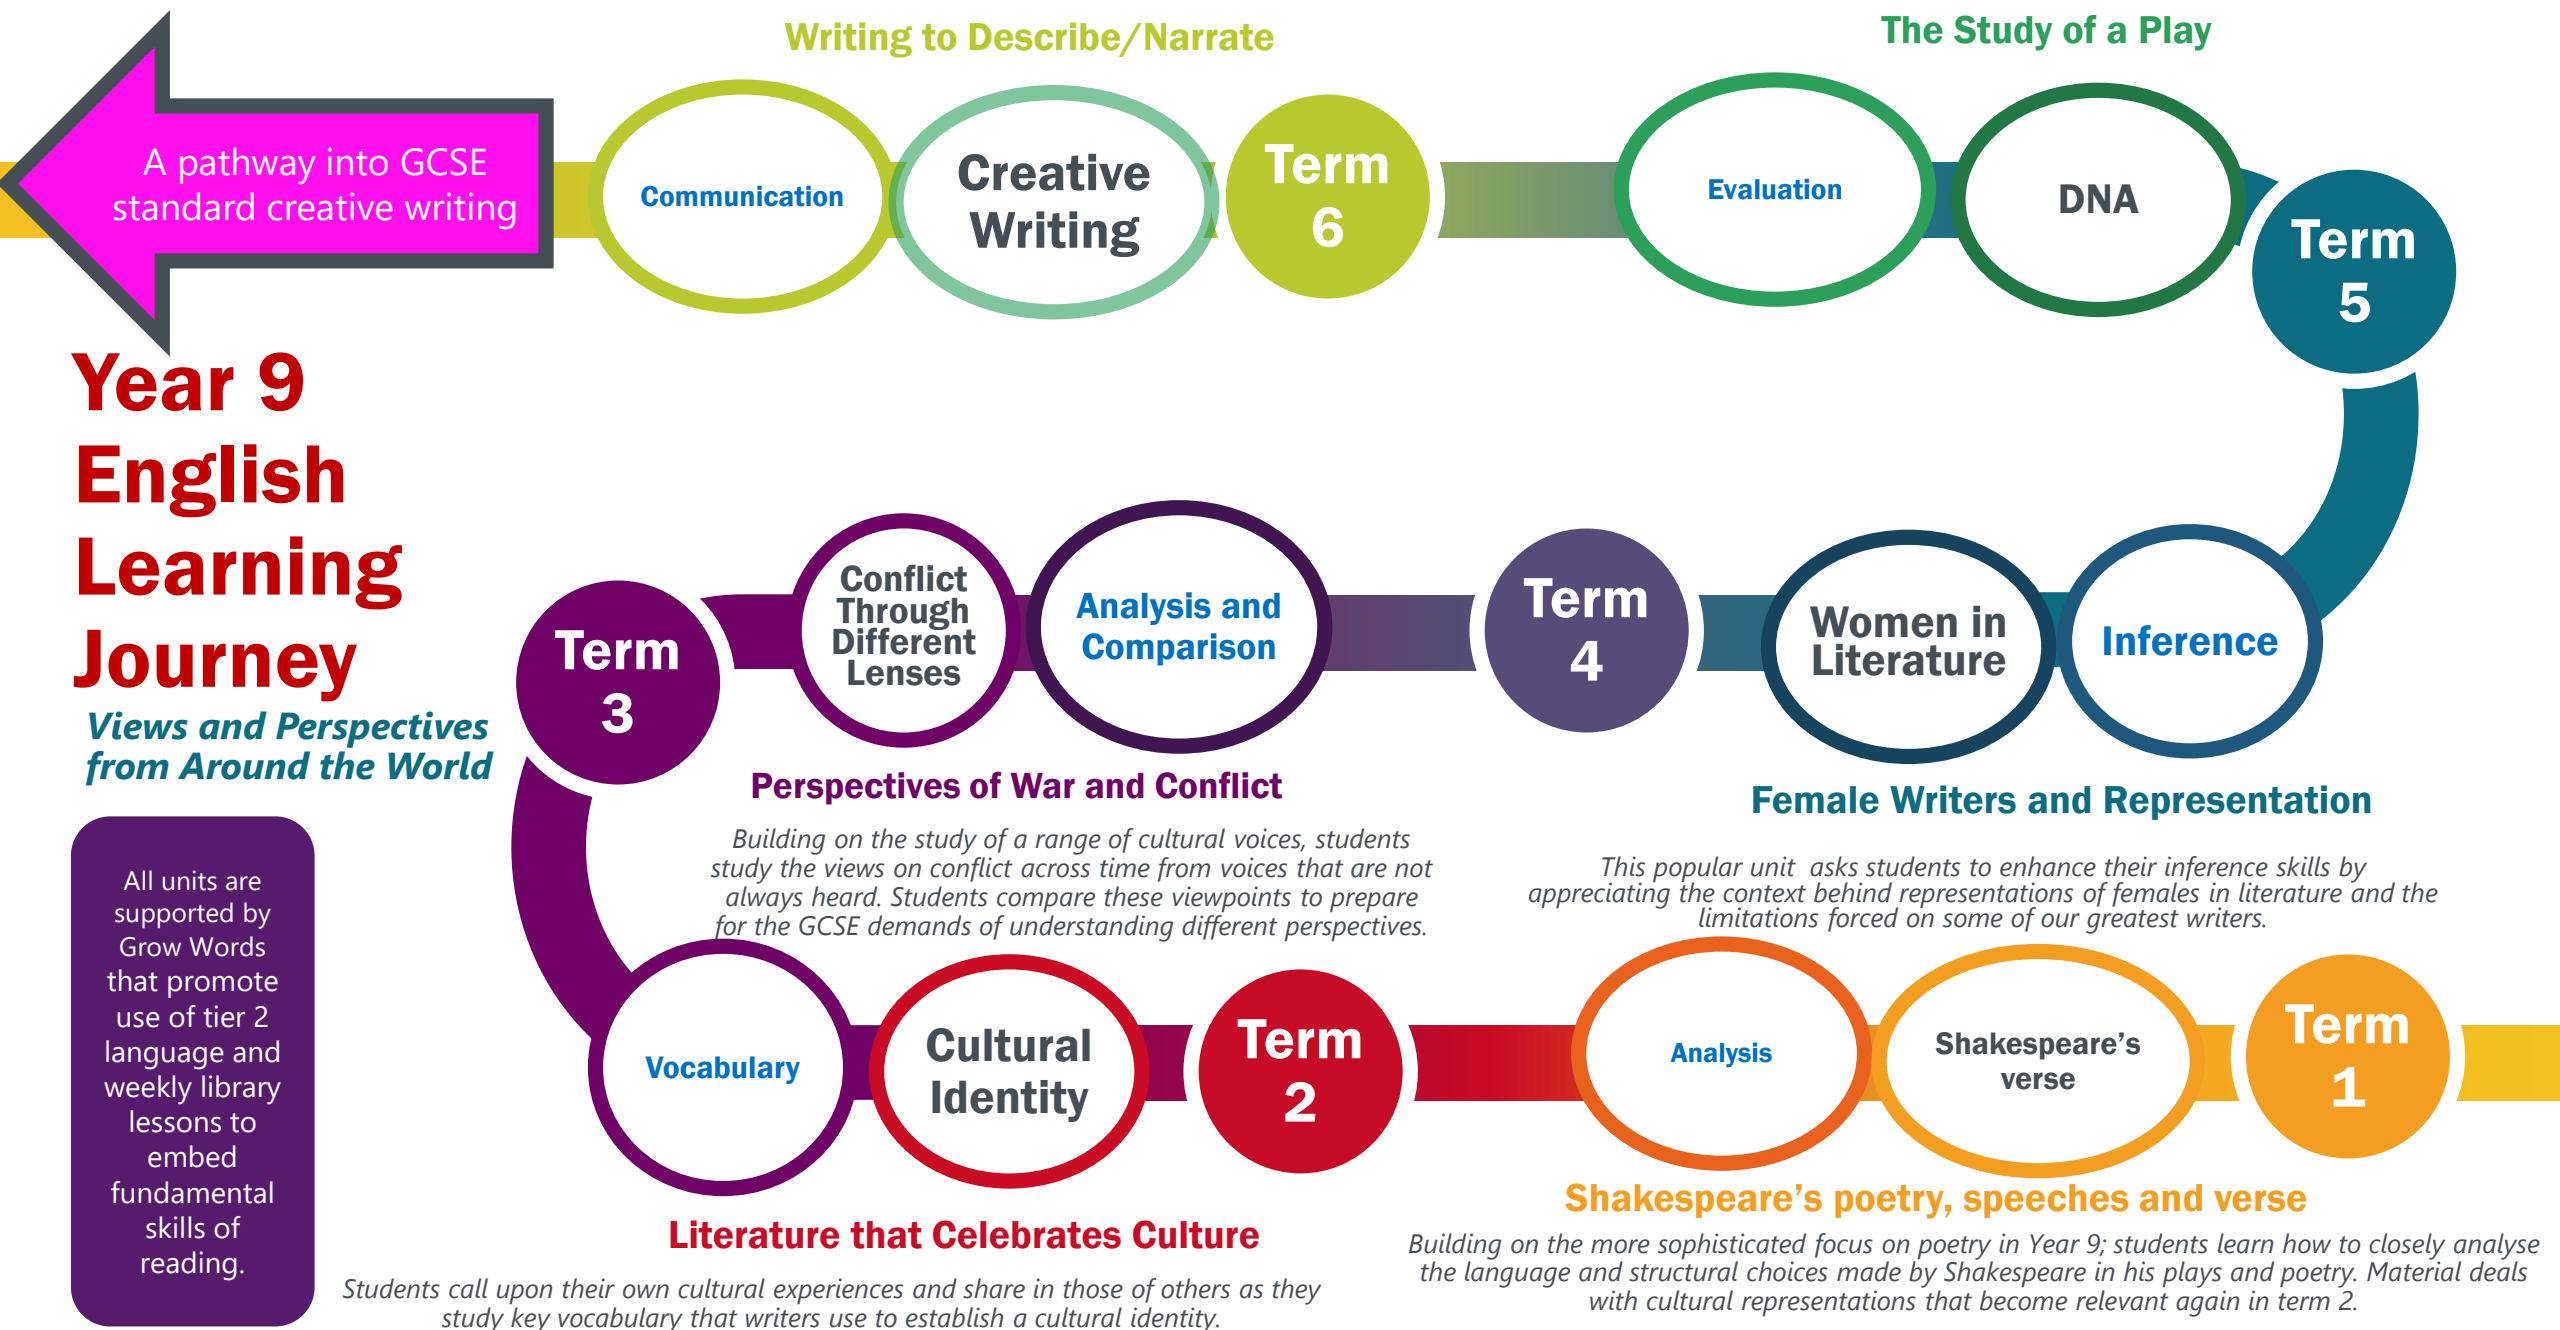 Writing to Describe/Narrate
The Study of a Play
A pathway into GCSE
standard creative writing
Communication
Creative
Writing
Term
6
Evaluation
DNA
Term
5
Year 9
English
Learning
Journey
Views and Perspectives
from Around the World
Term
3
Conflict
Through
Different
Lenses
Analysis and
Comparison
Term
4
Women in
Literature
Inference
Perspectives of War and Conflict
Building on the study of a range of cultural voices, students
study the views on conflict across time from voices that are not
always heard. Students compare these viewpoints to prepare
for the GCSE demands of understanding different perspectives.
Female Writers and Representation
This popular unit  asks students to enhance their inference skills by
appreciating the context behind representations of females in literature and the
limitations forced on some of our greatest writers.
All units are
supported by
Grow Words
that promote
use of tier 2
language and
weekly library
lessons to
embed
fundamental
skills of
reading.
Vocabulary
Cultural
Identity
Term
2
Analysis
Shakespeare's
verse
Term
1
Literature that Celebrates Culture
Students call upon their own cultural experiences and share in those of others as they
study key vocabulary that writers use to establish a cultural identity.
Shakespeare's poetry, speeches and verse
Building on the more sophisticated focus on poetry in Year 9; students learn how to closely analyse
the language and structural choices made by Shakespeare in his plays and poetry. Material deals
with cultural representations that become relevant again in term 2.